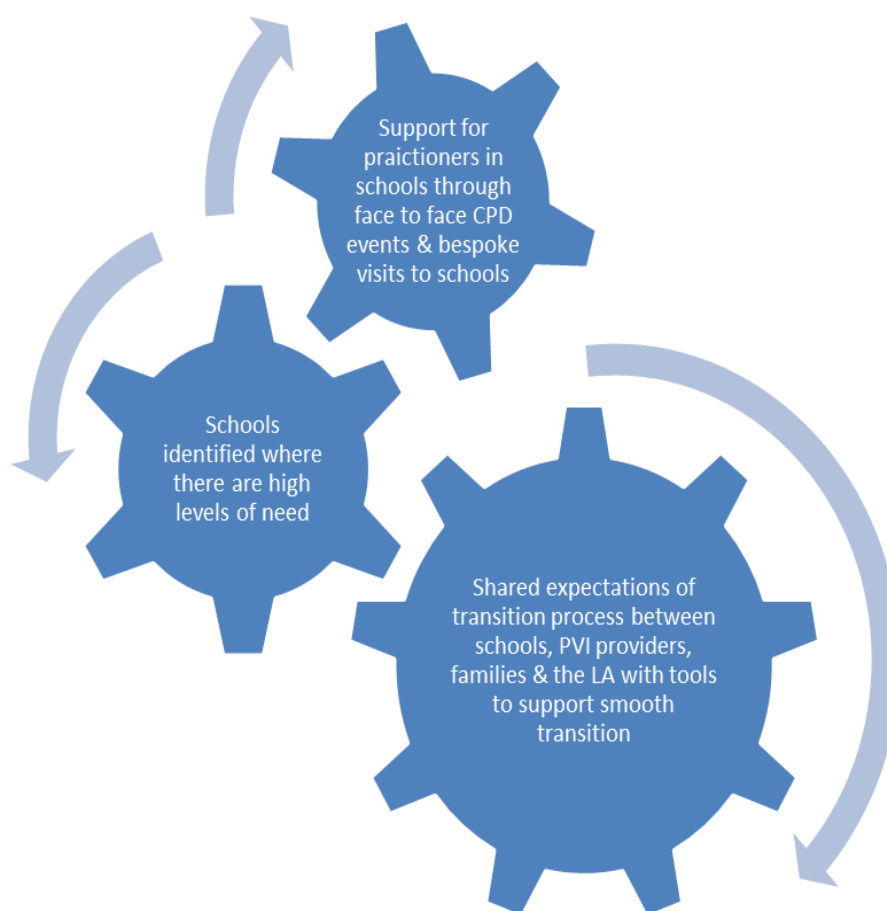 Support for
praictioners in
schools through
face to face CPD
events & bespoke
visits to schools
Schools
identified where
there are high
levels of need
Shared expectations of
transition process between
schools, PVI providers,
families & the LA with tools
to support smooth
transition